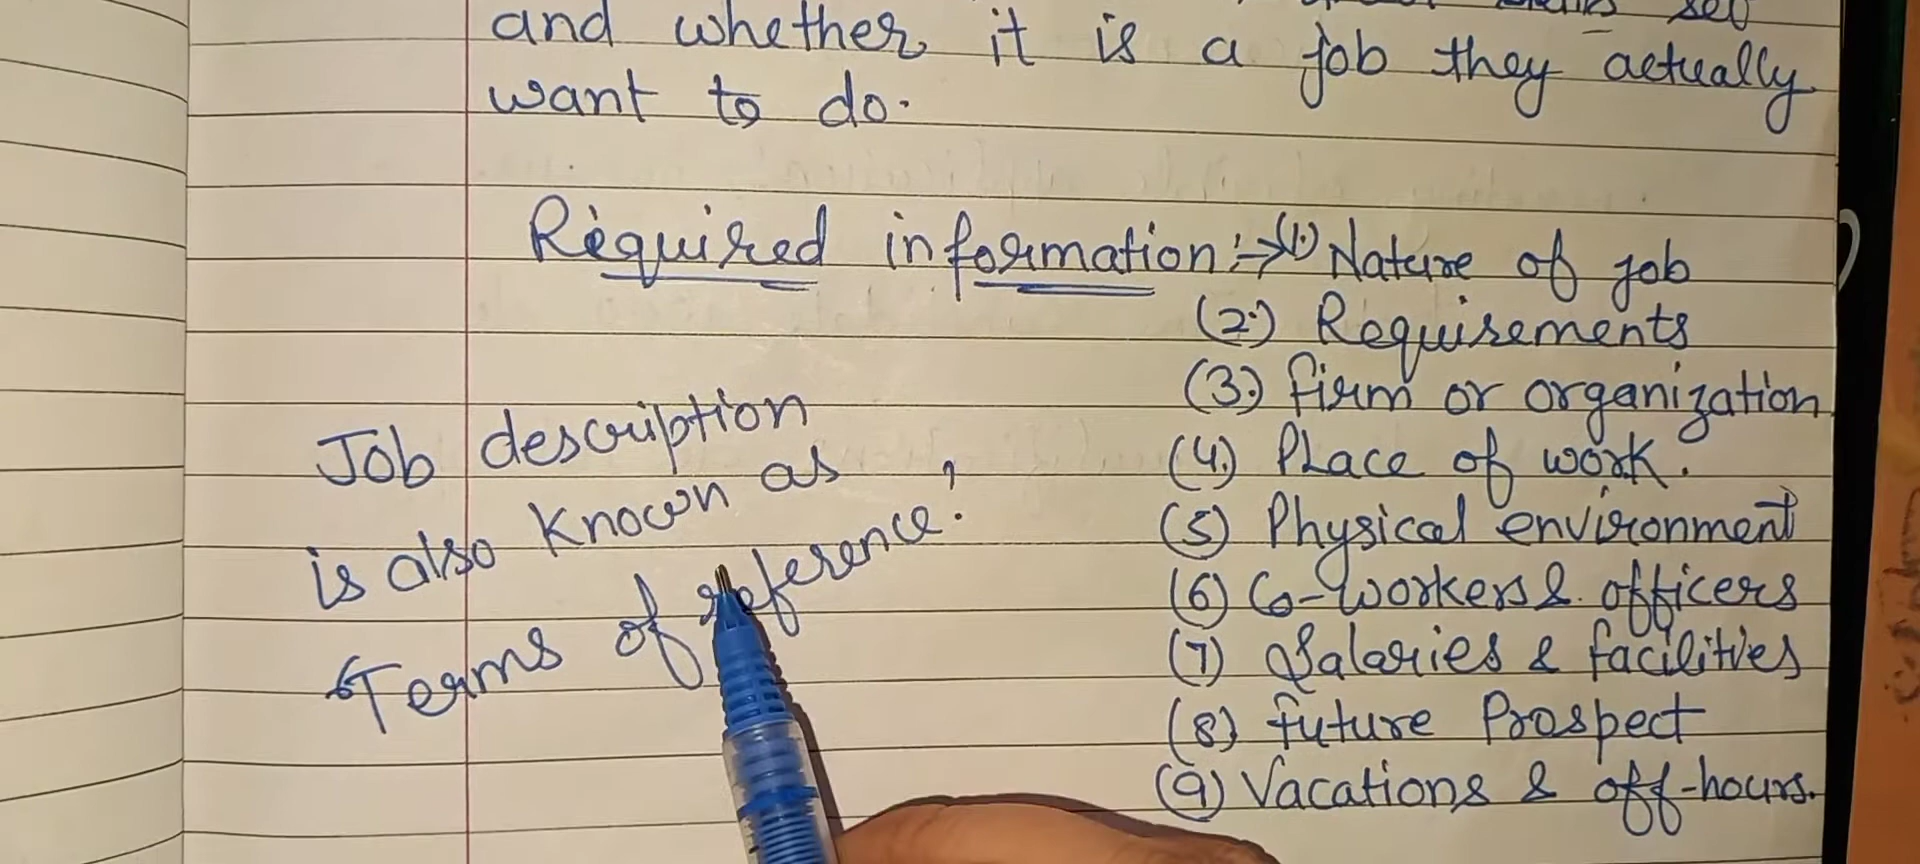 set
and whether it is a job they actually
want to do.
Required information :→ (1.) Nature of job
(2.) Requirements
(3.) firm or organization
(4.) Place of work.
(5) Physical environment
(6) Co-workers & officers
(7) Salaries & facilities
(8) future Prospect
(9) Vacations & off-hours.
Job description
is also known as
‘Terms of reference.’